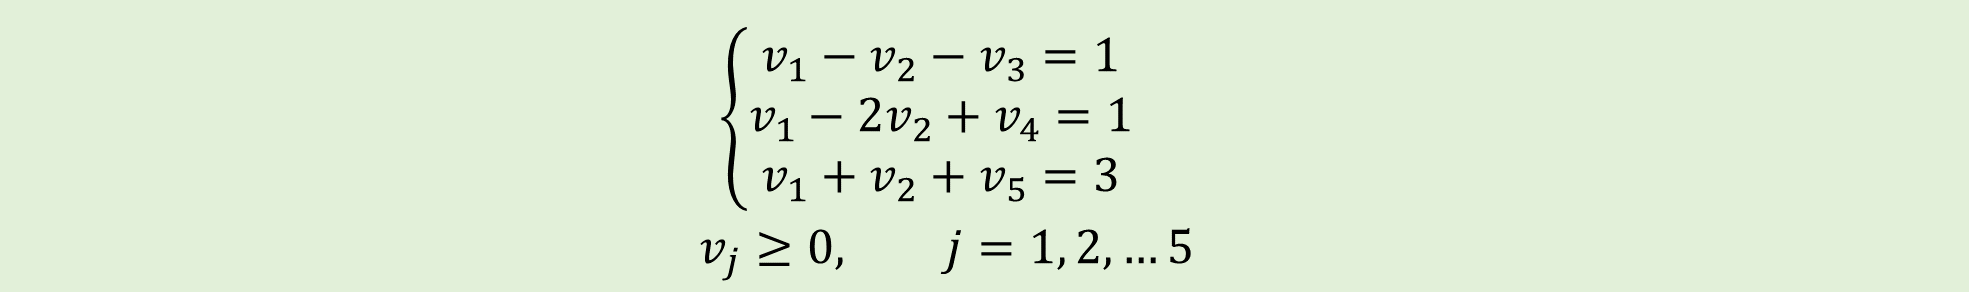 v₁ − v₂ − v₃ = 1
v₁ − 2v₂ + v₄ = 1
v₁ + v₂ + v₅ = 3
vⱼ ≥ 0, j = 1, 2, … 5